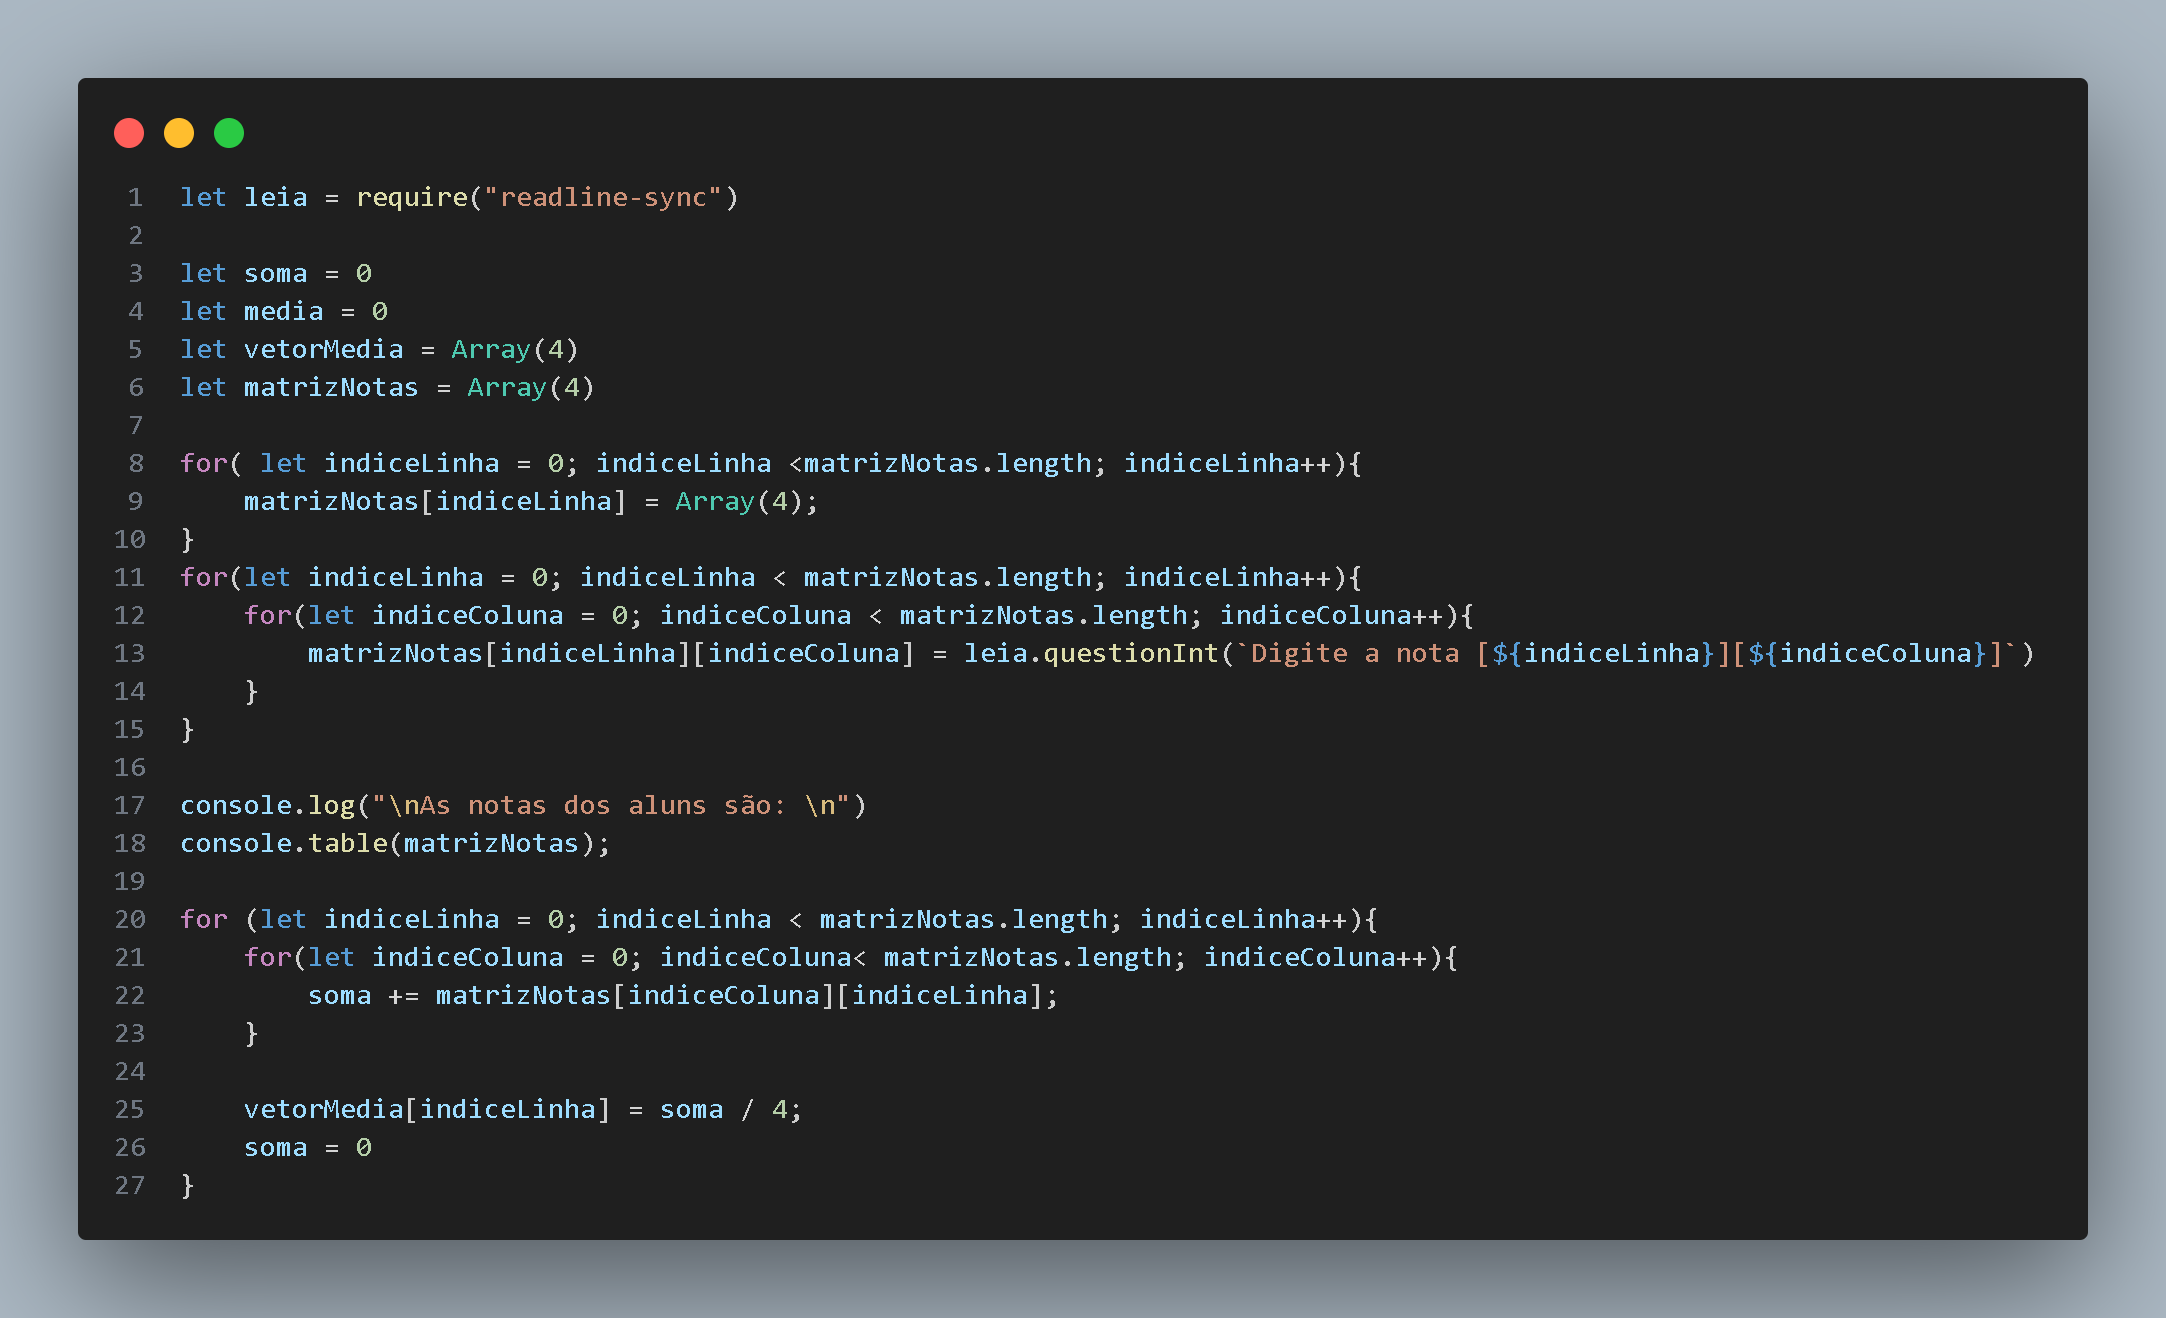 1 let leia = require("readline-sync")
2
3 let soma = 0
4 let media = 0
5 let vetorMedia = Array(4)
6 let matrizNotas = Array(4)
7
8 for( let indiceLinha = 0; indiceLinha <matrizNotas.length; indiceLinha++){
9     matrizNotas[indiceLinha] = Array(4);
10 }
11 for(let indiceLinha = 0; indiceLinha < matrizNotas.length; indiceLinha++){
12     for(let indiceColuna = 0; indiceColuna < matrizNotas.length; indiceColuna++){
13         matrizNotas[indiceLinha][indiceColuna] = leia.questionInt(`Digite a nota [${indiceLinha}][${indiceColuna}]`)
14     }
15 }
16
17 console.log("\nAs notas dos aluns são: \n")
18 console.table(matrizNotas);
19
20 for (let indiceLinha = 0; indiceLinha < matrizNotas.length; indiceLinha++){
21     for(let indiceColuna = 0; indiceColuna< matrizNotas.length; indiceColuna++){
22         soma += matrizNotas[indiceColuna][indiceLinha];
23     }
24
25     vetorMedia[indiceLinha] = soma / 4;
26     soma = 0
27 }